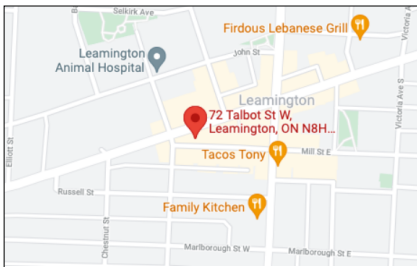 Selkirk Ave
Firdous Lebanese Grill
Victoria A
John St
Leamington
Animal Hospital
Leamington
Victoria Ave S
72 Talbot St W,
Leamington, ON N8H...
Elliott St
Tacos Tony
Mill St E
Russell St
Family Kitchen
Chestnut St
Marlborough St W
Marlborough St E